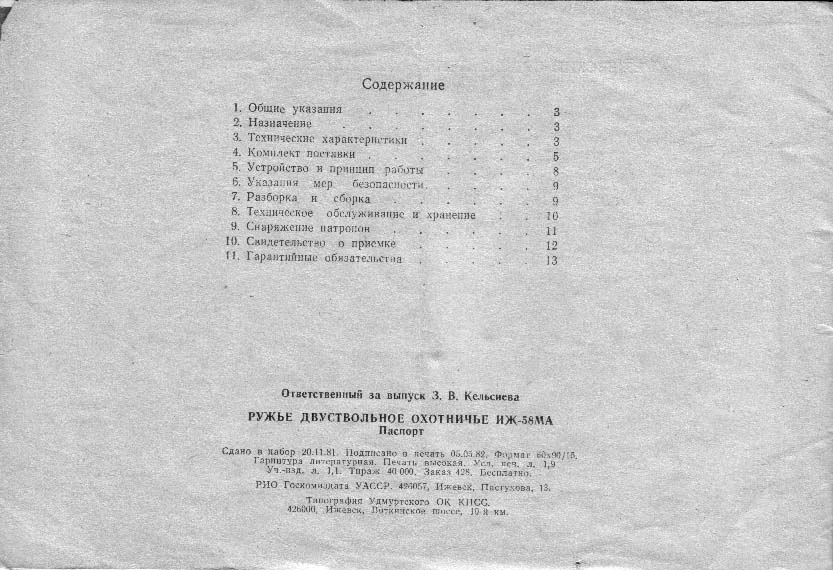 Содержание
1. Общие указания . . . . . . . 3
2. Назначение . . . . . . . . 3
3. Технические характеристики . . . . . 3
4. Комплект поставки . . . . . . . 5
5. Устройство и принцип работы . . . . 8
6. Указания мер безопасности. . . . . 9
7. Разборка и сборка . . . . . . 9
8. Техническое обслуживание и хранение . . 10
9. Снаряжение патронов . . . . . 11
10. Свидетельство о приемке . . . . . 12
11. Гарантийные обязательства . . . . . 13
Ответственный за выпуск З. В. Кельсиева
РУЖЬЕ ДВУСТВОЛЬНОЕ ОХОТНИЧЬЕ ИЖ-58МА
Паспорт
Сдано в набор 20.11.81. Подписано в печать 05.05.82. Формат 60х90/16.
Гарнитура литературная. Печать высокая. Усл. печ. л. 1,9
Уч.-изд. л. 1,1. Тираж 40 000. Заказ 428. Бесплатно.
РИО Госкомиздата УАССР. 426057, Ижевск, Пастухова, 13.
Типография Удмуртского ОК КПСС.
426000, Ижевск, Воткинское шоссе, 10-й км.